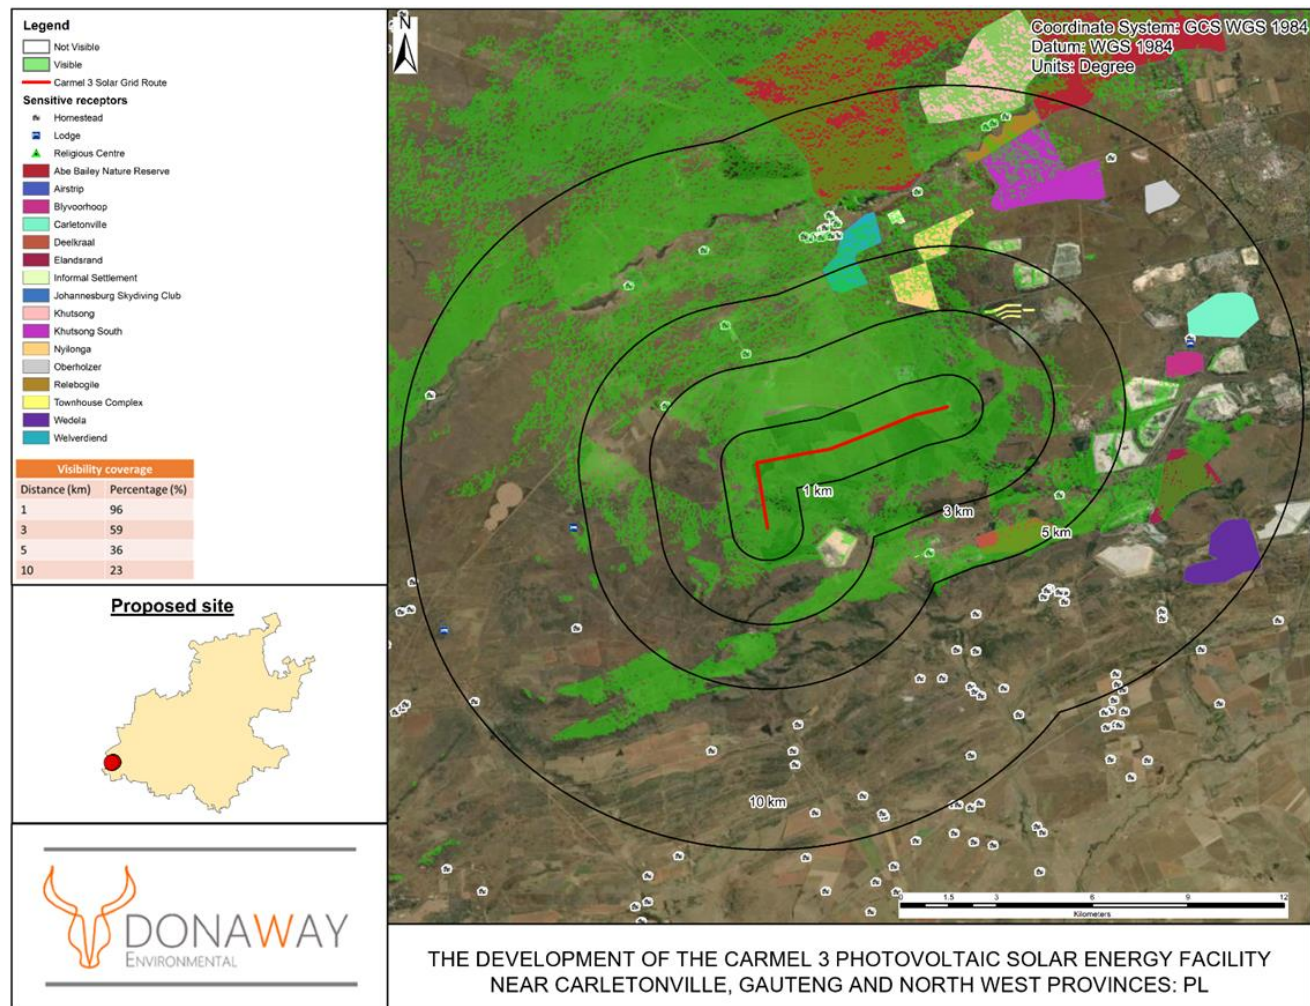 Legend
Not Visible
Visible
Carmel 3 Solar Grid Route
Sensitive receptors
Homestead
Lodge
Religious Centre
Abe Bailey Nature Reserve
Airstrip
Blyvoorhoop
Carletonville
Deelkraal
Elandsrand
Informal Settlement
Johannesburg Skydiving Club
Khutsong
Khutsong South
Nyilonga
Oberholzer
Relebogile
Townhouse Complex
Wedela
Welverdiend
Visibility coverage
Distance (km) Percentage (%)
1 96
3 59
5 36
10 23
Proposed site
DONAWAY
ENVIRONMENTAL
N
Coordinate System: GCS WGS 1984
Datum: WGS 1984
Units: Degree
1 km
3 km
5 km
10 km
0 1.5 3 6 9 12
Kilometers
THE DEVELOPMENT OF THE CARMEL 3 PHOTOVOLTAIC SOLAR ENERGY FACILITY
NEAR CARLETONVILLE, GAUTENG AND NORTH WEST PROVINCES: PL